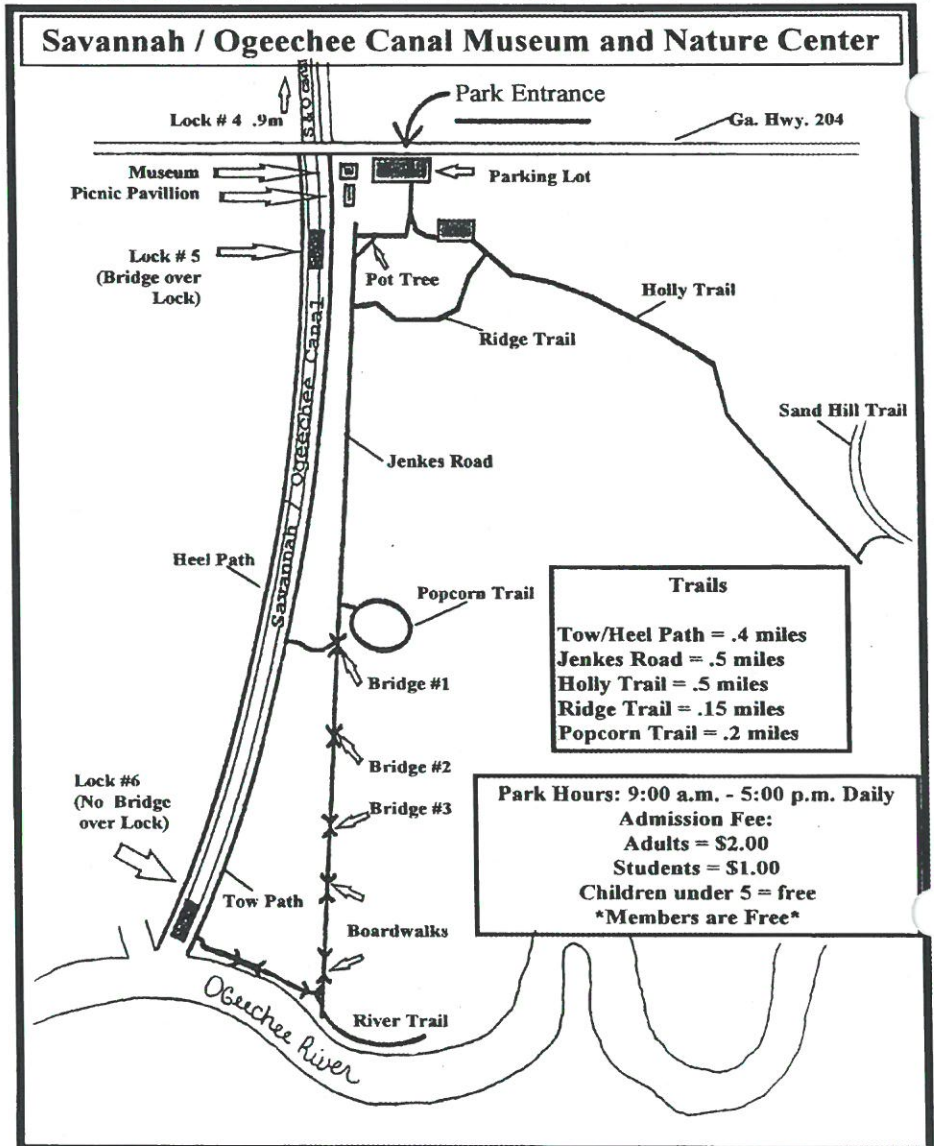 Savannah / Ogeechee Canal Museum and Nature Center
S & O canal
Park Entrance
Lock # 4 .9m
Ga. Hwy. 204
Museum
Picnic Pavillion
Parking Lot
Lock # 5
(Bridge over
Lock)
Pot Tree
Holly Trail
Ridge Trail
Savannah / Ogeechee Canal
Sand Hill Trail
Jenkes Road
Heel Path
Popcorn Trail
Bridge #1
Trails
Tow/Heel Path = .4 miles
Jenkes Road = .5 miles
Holly Trail = .5 miles
Ridge Trail = .15 miles
Popcorn Trail = .2 miles
Bridge #2
Bridge #3
Lock #6
(No Bridge
over Lock)
Park Hours: 9:00 a.m. - 5:00 p.m. Daily
Admission Fee:
Adults = $2.00
Students = $1.00
Children under 5 = free
*Members are Free*
Tow Path
Boardwalks
Ogeechee River
River Trail